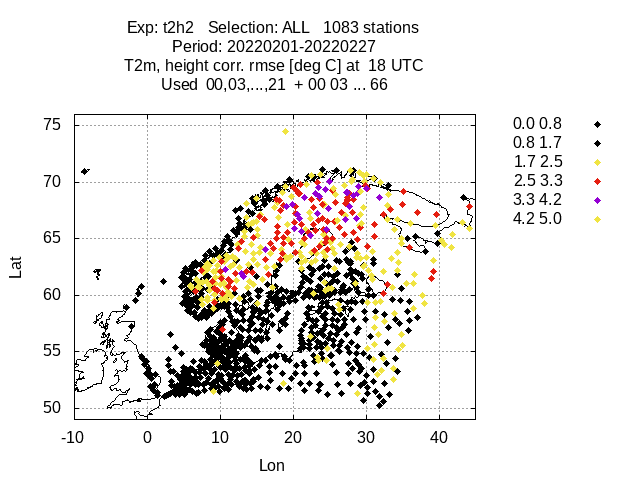 Exp: t2h2   Selection: ALL   1083 stations
Period: 20220201-20220227
T2m, height corr. rmse [deg C] at  18 UTC
Used  00,03,...,21  + 00 03 ... 66
75
70
65
60
55
50
Lat
-10 0 10 20 30 40
Lon
0.0 0.8
0.8 1.7
1.7 2.5
2.5 3.3
3.3 4.2
4.2 5.0